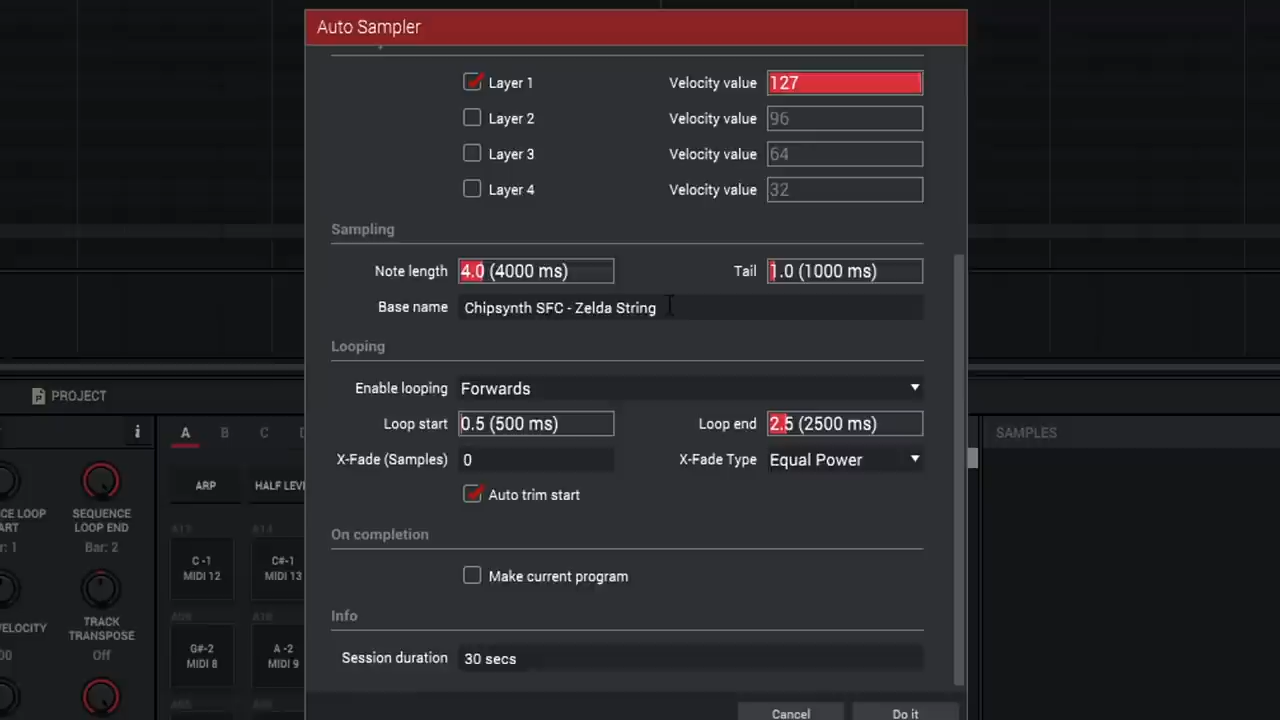 Auto Sampler
Layer 1 Velocity value 127
Layer 2 Velocity value 96
Layer 3 Velocity value 64
Layer 4 Velocity value 32
Sampling
Note length 4.0 (4000 ms) Tail 1.0 (1000 ms)
Base name Chipsynth SFC - Zelda String
Looping
Enable looping Forwards
Loop start 0.5 (500 ms) Loop end 2.5 (2500 ms)
X-Fade (Samples) 0 X-Fade Type Equal Power
Auto trim start
On completion
Make current program
Info
Session duration 30 secs
Cancel Do it
PROJECT
i A B C
SAMPLES
ARP HALF LEV
SEQUENCE
LOOP END
Bar: 2
A13 A14
C -1
MIDI 12
C#-1
MIDI 13
TRACK
TRANSPOSE
Off
G#-2
MIDI 8
A -2
MIDI 9